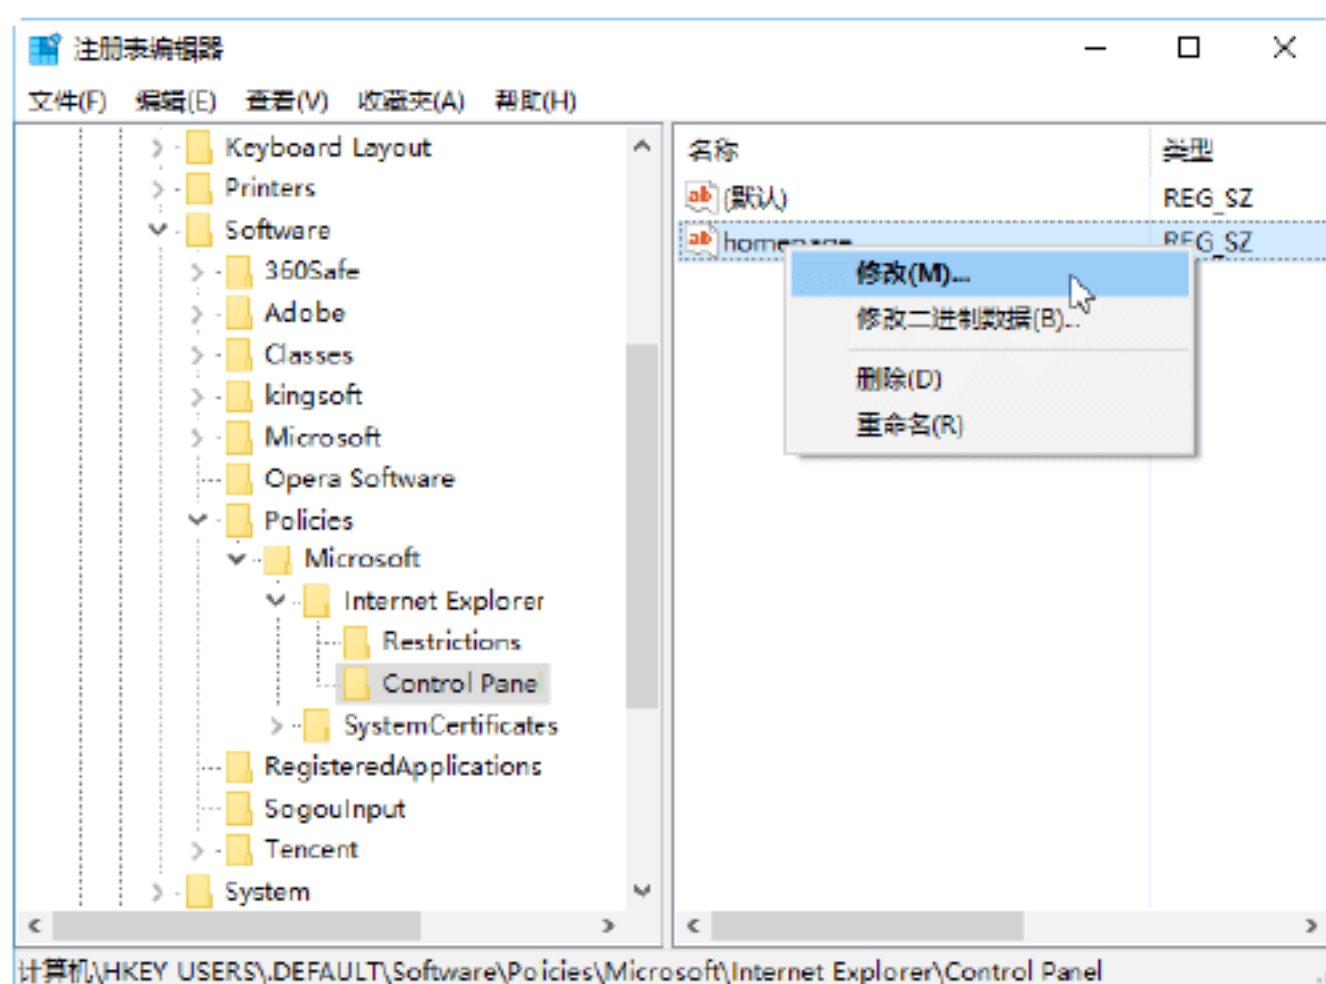 注册表编辑器
文件(F) 编辑(E) 查看(V) 收藏夹(A) 帮助(H)
Keyboard Layout
Printers
Software
360Safe
Adobe
Classes
kingsoft
Microsoft
Opera Software
Policies
Microsoft
Internet Explorer
Restrictions
Control Panel
SystemCertificates
RegisteredApplications
SogouInput
Tencent
System
名称 类型
(默认) REG_SZ
homepage REG_SZ
修改(M)...
修改二进制数据(B)...
删除(D)
重命名(R)
计算机\HKEY_USERS\.DEFAULT\Software\Policies\Microsoft\Internet Explorer\Control Panel